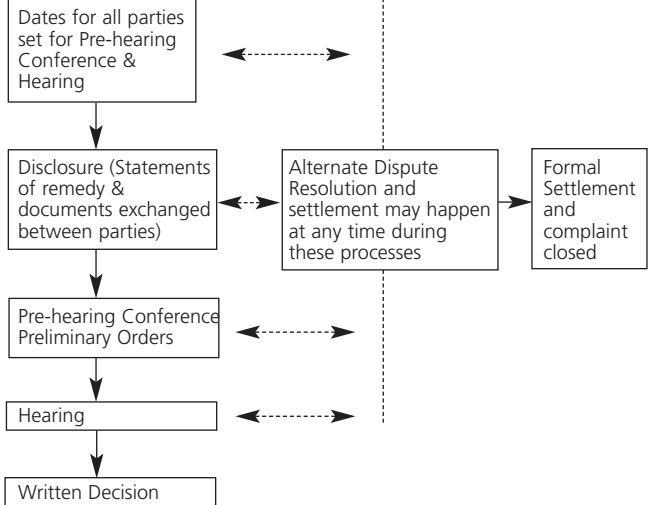 Dates for all parties
set for Pre-hearing
Conference &
Hearing
Disclosure (Statements
of remedy &
documents exchanged
between parties)
Alternate Dispute
Resolution and
settlement may happen
at any time during
these processes
Formal
Settlement
and
complaint
closed
Pre-hearing Conference
Preliminary Orders
Hearing
Written Decision